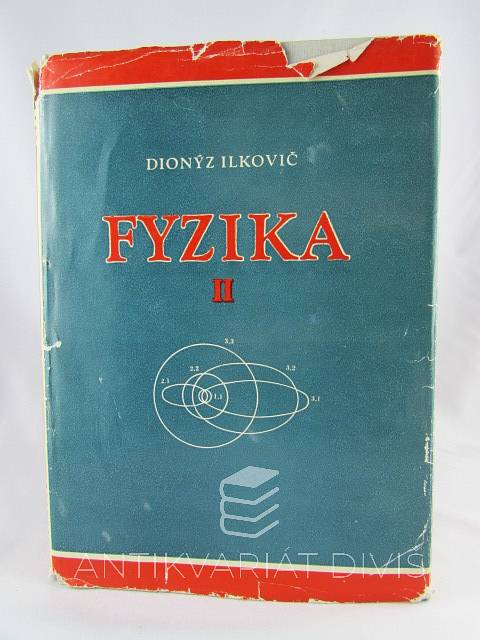 DIONÝZ ILKOVIČ
FYZIKA
II
3,3
2,2
3,2
2,1
1,1
3,1
ANTIKVARIÁT DIVIŠ